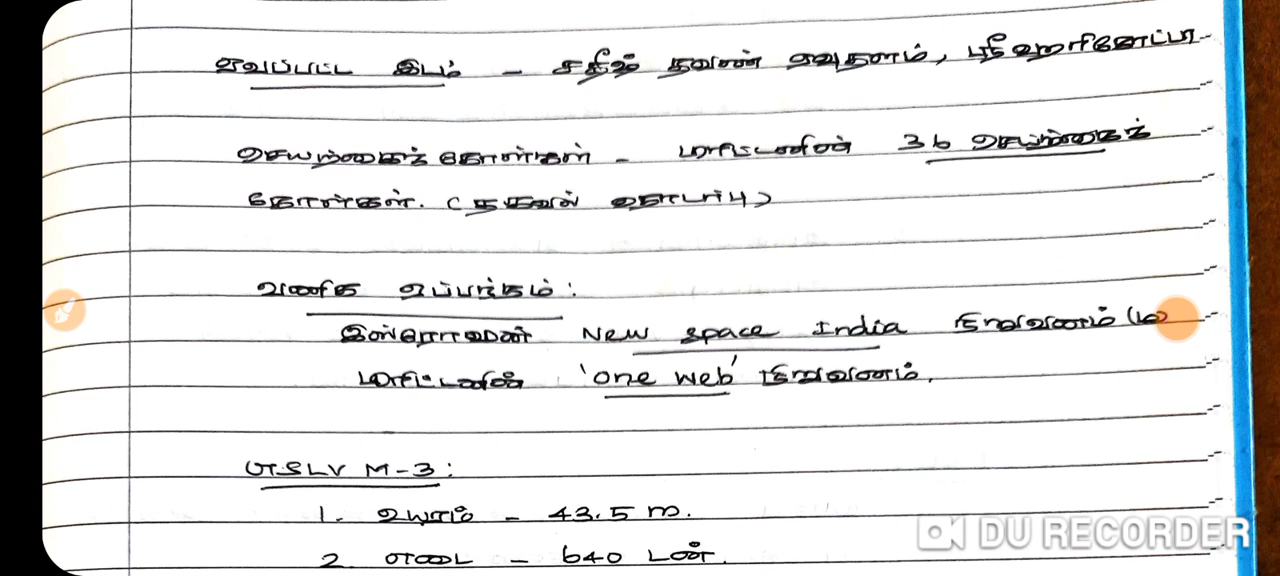 ஏவப்பட்ட இடம் - சதீஷ் தவான் ஏவுதளம், ஸ்ரீஹரிகோட்டா
செயற்கைக் கோள்கள் - பிரிட்டனின் 36 செயற்கைக்
கோள்கள். (தகவல் தொடர்பு)
வணிக ஒப்பந்தம் :
இஸ்ரோவின் New space India நிறுவனம் (ம)
பிரிட்டனின் 'one web' நிறுவனம்.
GSLV M-3 :
1. உயரம் - 43.5 m.
2. எடை - 640 டன்.
DU RECORDER